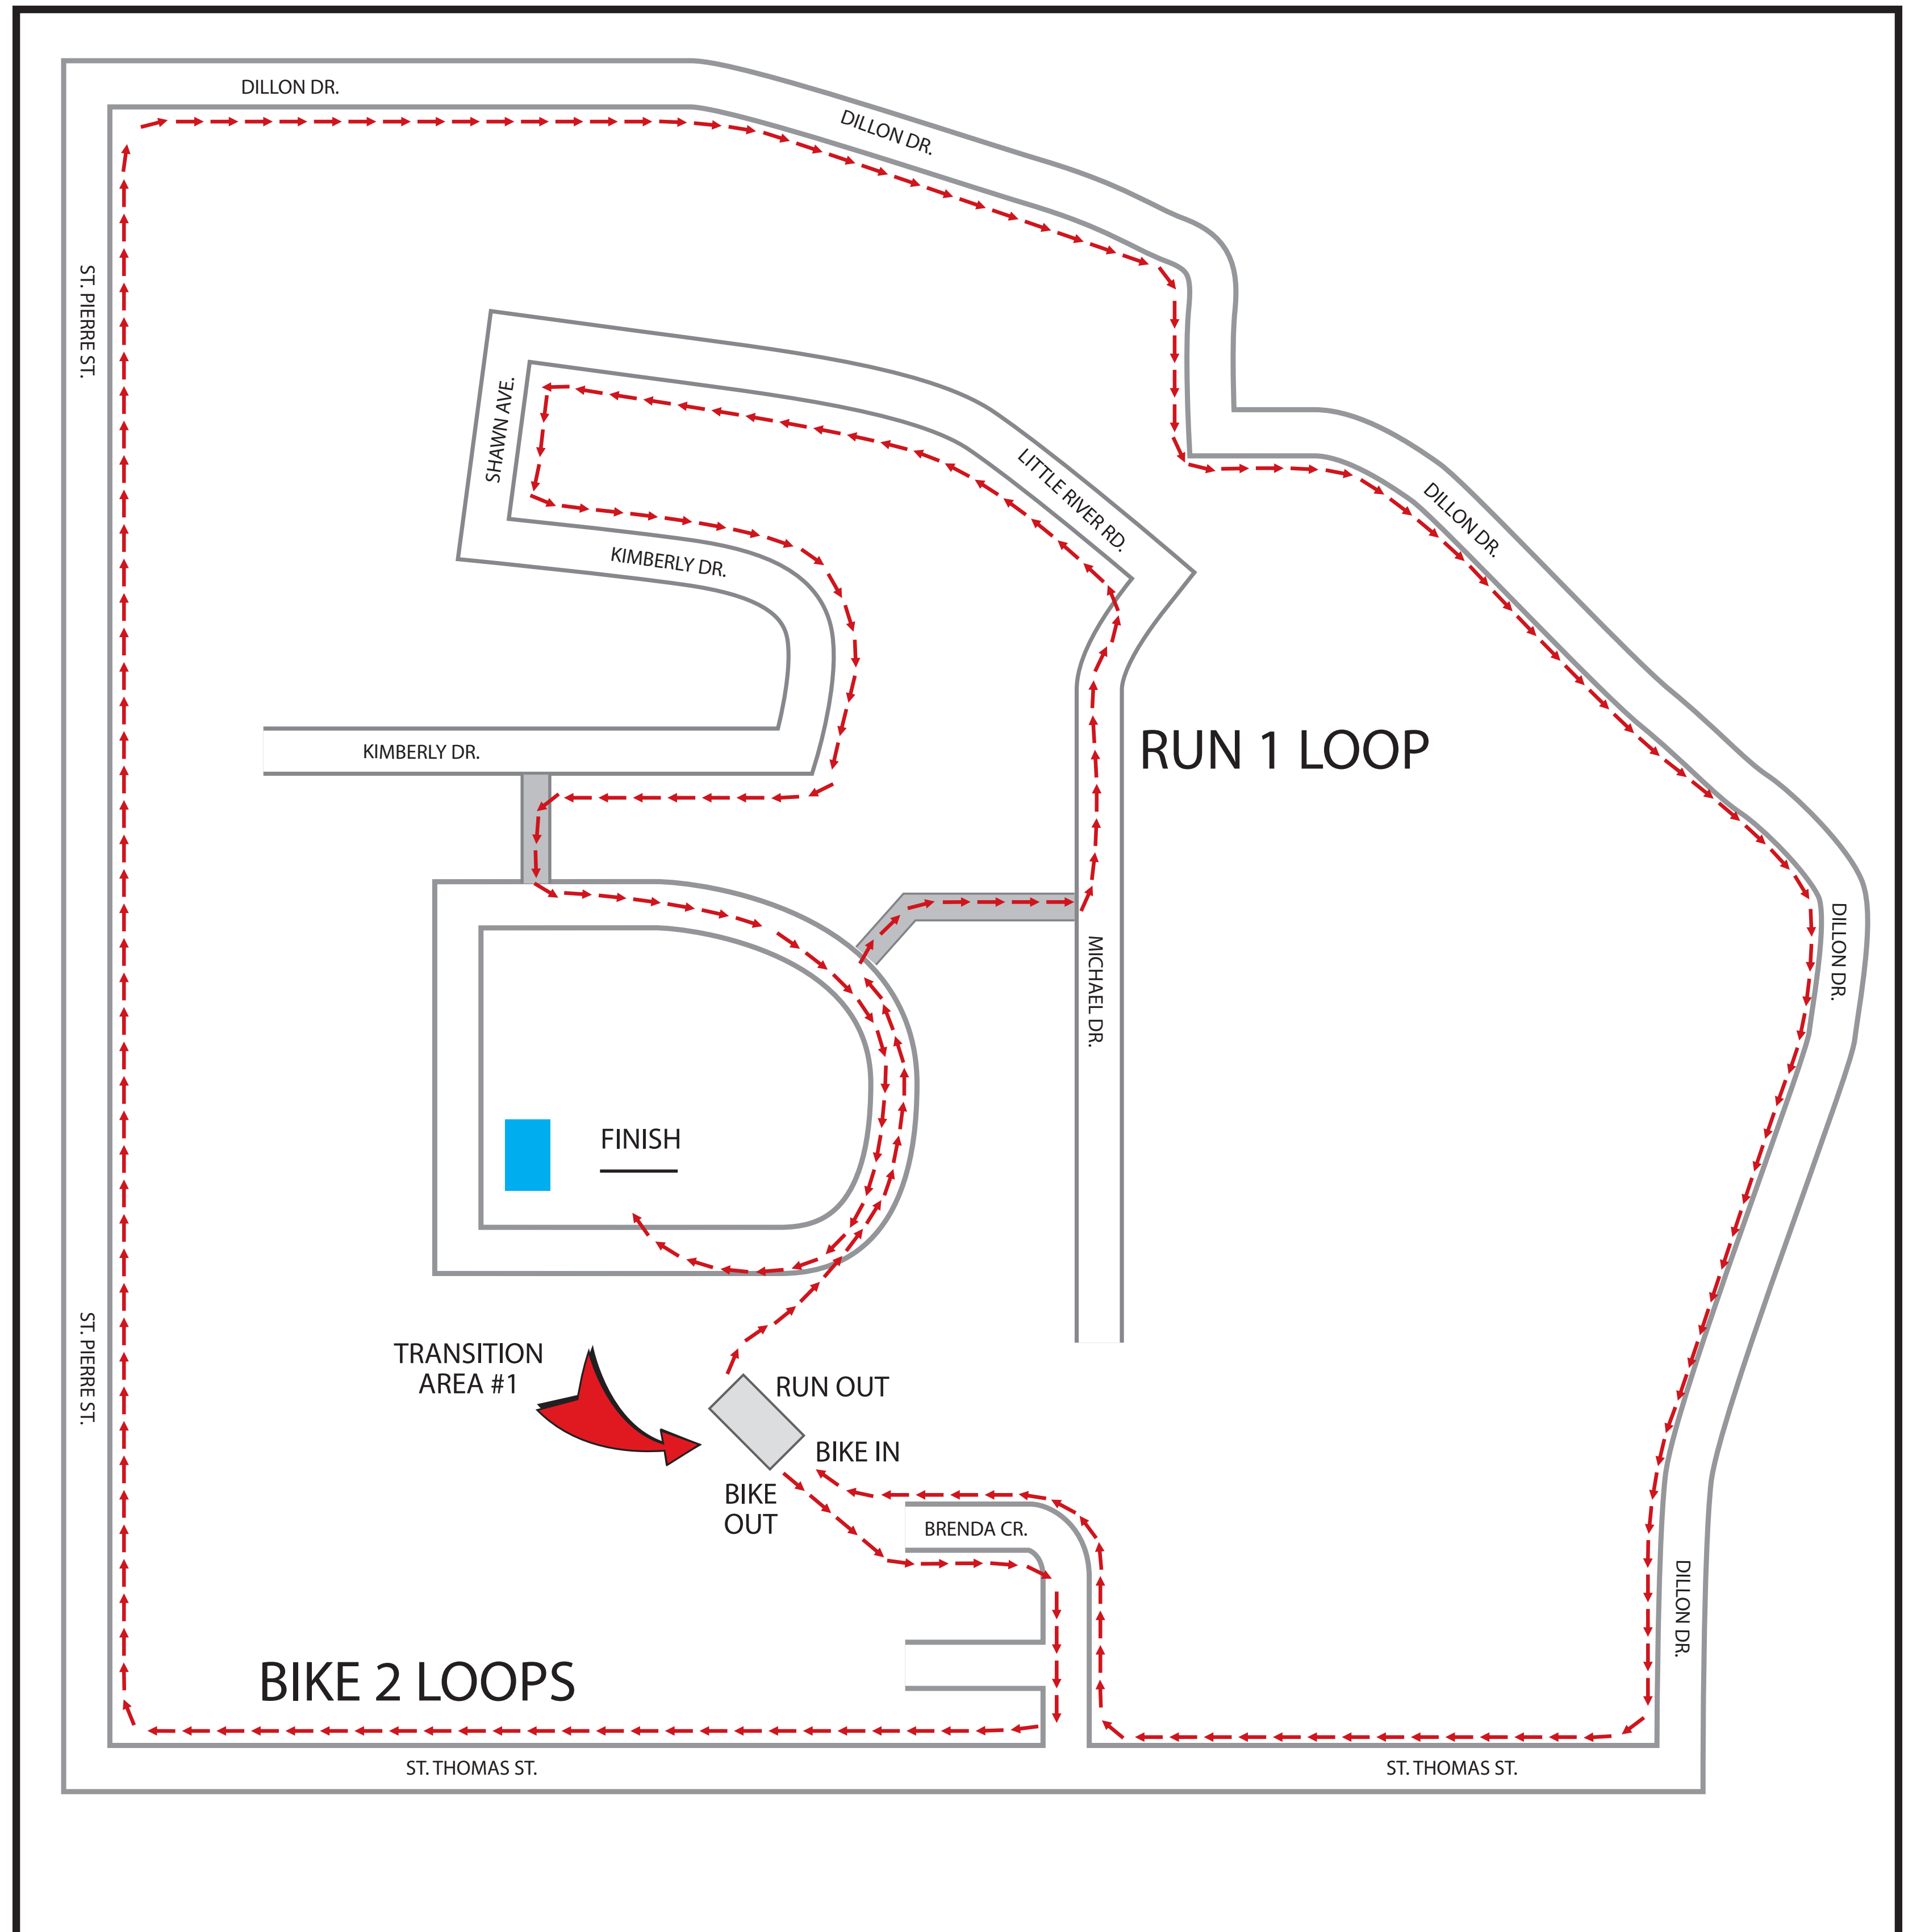 DILLON DR.
DILLON DR.
ST. PIERRE ST.
SHAWN AVE.
LITTLE RIVER RD.
DILLON DR.
KIMBERLY DR.
KIMBERLY DR.
RUN 1 LOOP
MICHAEL DR.
DILLON DR.
FINISH
ST. PIERRE ST.
TRANSITION
AREA #1
RUN OUT
BIKE IN
BIKE
OUT
BRENDA CR.
DILLON DR.
BIKE 2 LOOPS
ST. THOMAS ST.
ST. THOMAS ST.